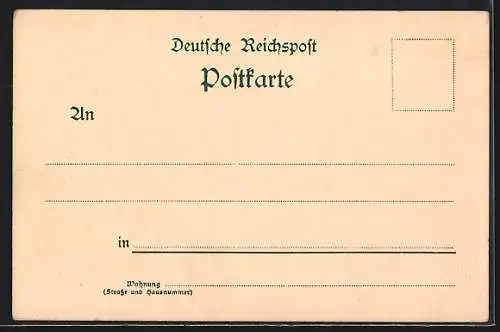 Deutsche Reichspost
Postkarte
An
in
Wohnung
(Straße und Hausnummer)